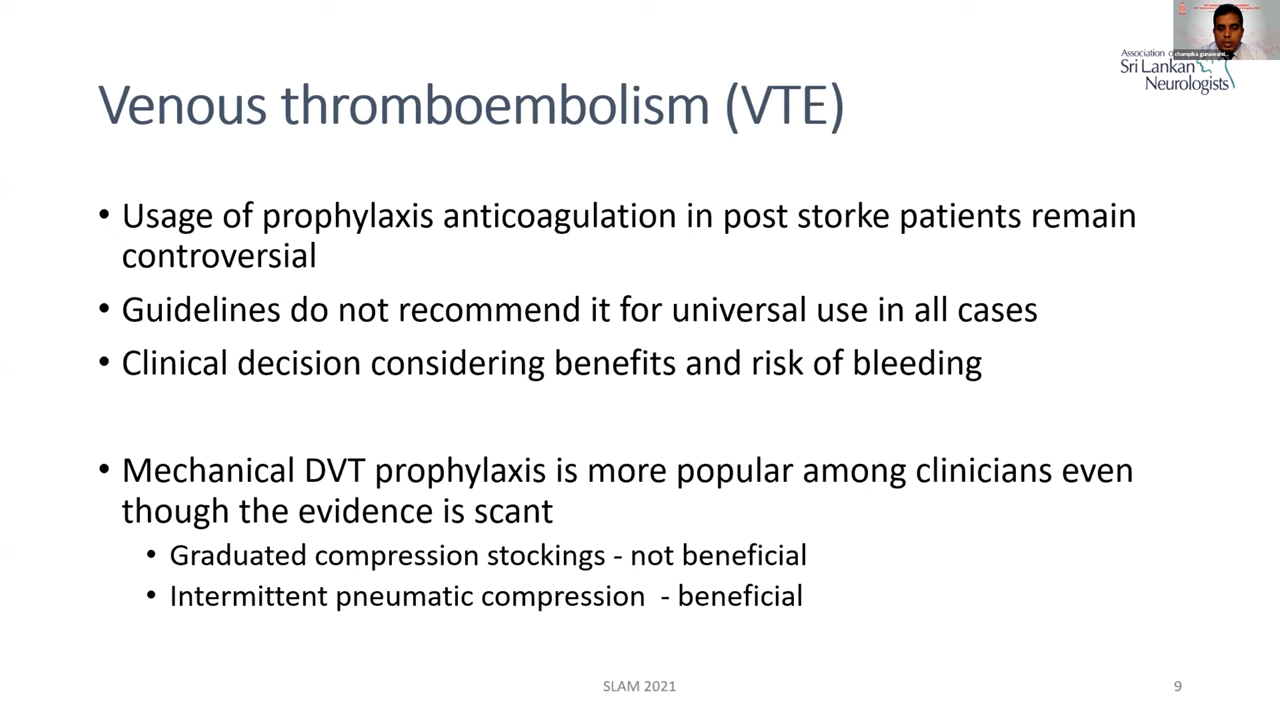 champika gunaward...
Association o
Sri Lankan
Neurologists
Venous thromboembolism (VTE)
• Usage of prophylaxis anticoagulation in post storke patients remain
controversial
• Guidelines do not recommend it for universal use in all cases
• Clinical decision considering benefits and risk of bleeding
• Mechanical DVT prophylaxis is more popular among clinicians even
though the evidence is scant
• Graduated compression stockings - not beneficial
• Intermittent pneumatic compression - beneficial
SLAM 2021
9